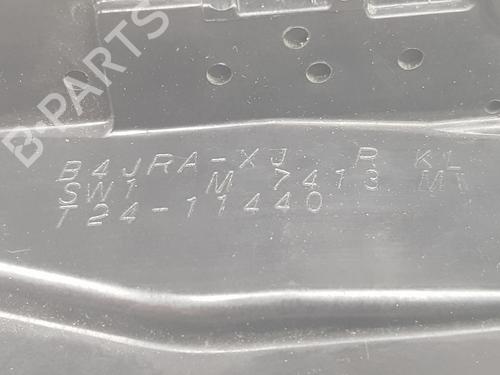 B-PARTS
B4JRA-XJ R KL
SW1 M 7413 MT
T24-11440